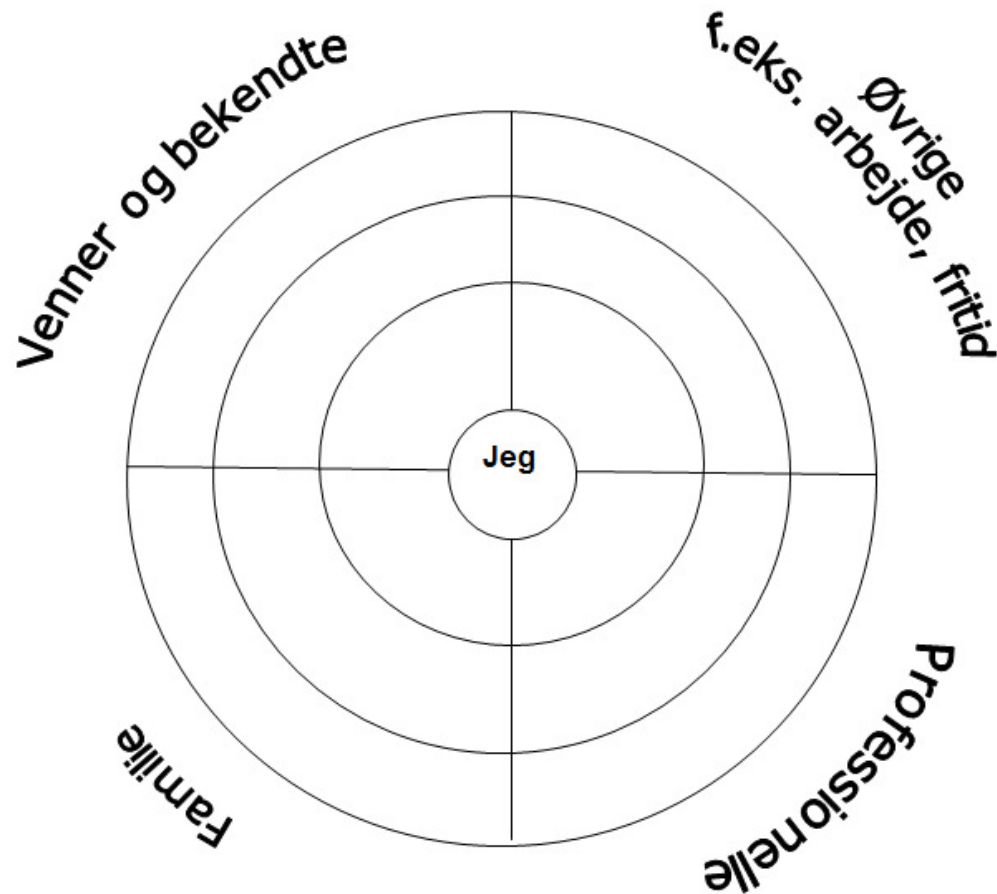 Venner og bekendte
Øvrige
f.eks. arbejde, fritid
Jeg
Familie
Professionelle